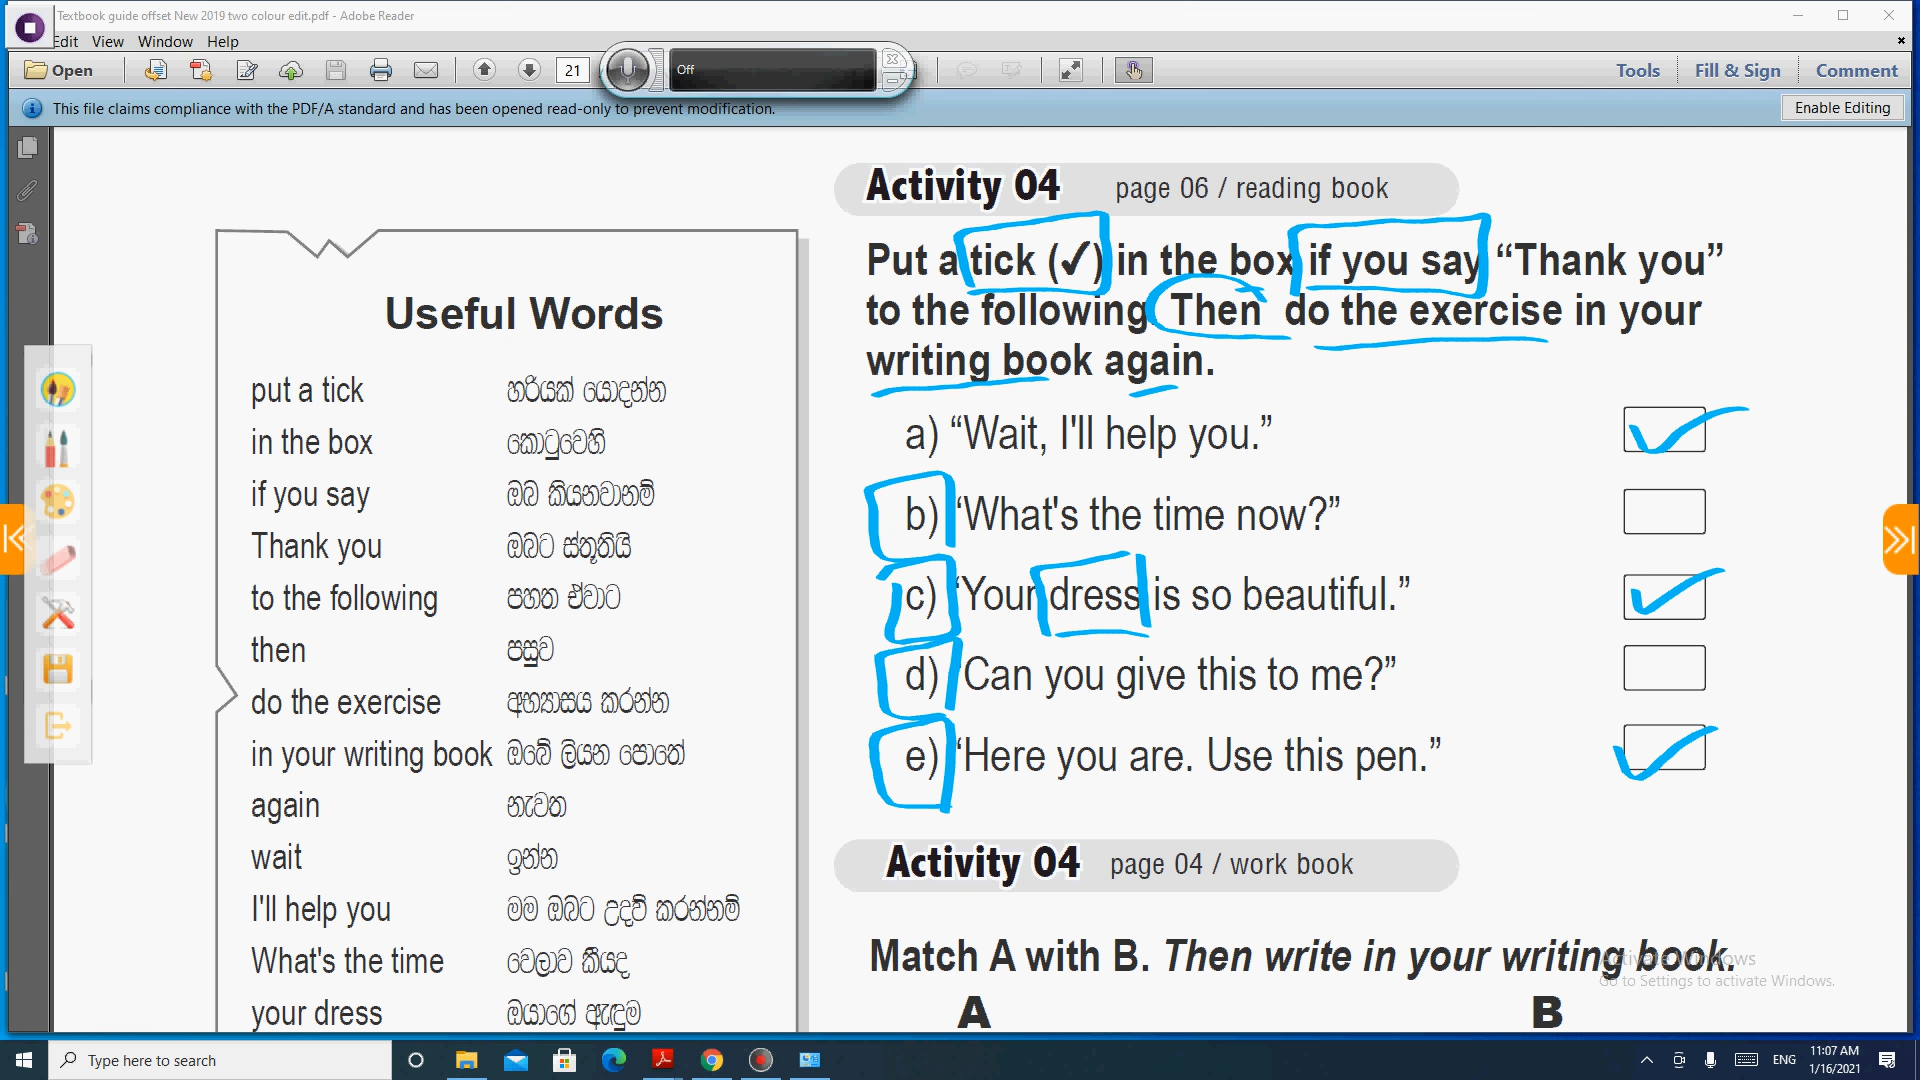 Textbook guide offset New 2019 two colour edit.pdf - Adobe Reader
Edit View Window Help
Open 21 Off Tools Fill & Sign Comment
This file claims compliance with the PDF/A standard and has been opened read-only to prevent modification. Enable Editing
Useful Words
put a tick හරියක් යොදන්න
in the box කොටුවෙහි
if you say ඔබ කියනවානම්
Thank you ඔබට ස්තූතියි
to the following පහත ඒවාට
then පසුව
do the exercise අභ්‍යාසය කරන්න
in your writing book ඔබේ ලියන පොතේ
again නැවත
wait ඉන්න
I'll help you මම ඔබට උදව් කරන්නම්
What's the time වෙලාව කීයද
your dress ඔයාගේ ඇඳුම
Activity 04 page 06 / reading book
Put a tick (✓) in the box if you say “Thank you”
to the following. Then do the exercise in your
writing book again.
a) “Wait, I'll help you.”
b) “What's the time now?”
c) “Your dress is so beautiful.”
d) “Can you give this to me?”
e) “Here you are. Use this pen.”
Activity 04 page 04 / work book
Match A with B. Then write in your writing book.
A B
Activate Windows
Go to Settings to activate Windows.
Type here to search ENG 11:07 AM
1/16/2021